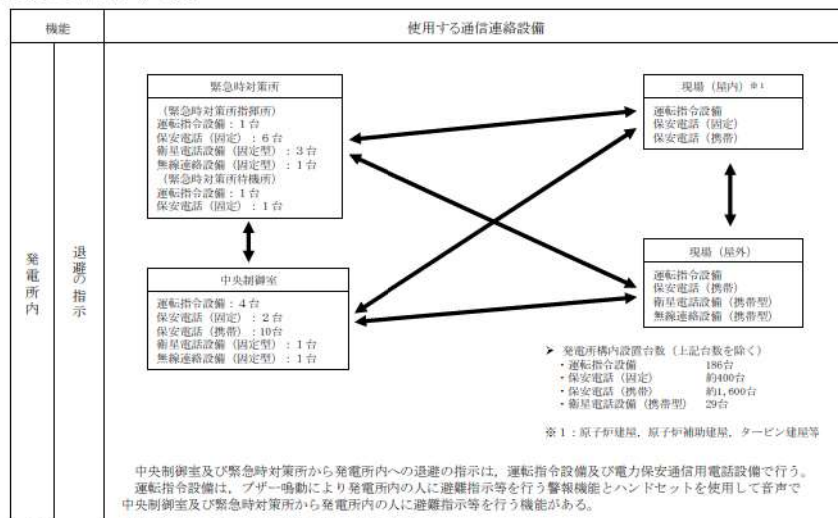 機能
使用する通信連絡設備
発電所内
退避の指示
緊急時対策所
(緊急時対策所指揮所)
運転指令設備:1台
保安電話(固定):6台
衛星電話設備(固定型):3台
無線連絡設備(固定型):1台
(緊急時対策所待機所)
運転指令設備:1台
保安電話(固定):1台
現場(屋内)※1
運転指令設備
保安電話(固定)
保安電話(携帯)
中央制御室
運転指令設備:4台
保安電話(固定):2台
保安電話(携帯):10台
衛星電話設備(固定型):1台
無線連絡設備(固定型):1台
現場(屋外)
運転指令設備
保安電話(携帯)
衛星電話設備(携帯型)
無線連絡設備(携帯型)
➤ 発電所構内設置台数(上記台数を除く)
・運転指令設備 186台
・保安電話(固定) 約400台
・保安電話(携帯) 約1,600台
・衛星電話設備(携帯型) 29台
※1:原子炉建屋,原子炉補助建屋,タービン建屋等
中央制御室及び緊急時対策所から発電所内への退避の指示は,運転指令設備及び電力保安通信用電話設備で行う。
運転指令設備は,ブザー鳴動により発電所内の人に避難指示等を行う警報機能とハンドセットを使用して音声で
中央制御室及び緊急時対策所から発電所内の人に避難指示等を行う機能がある。